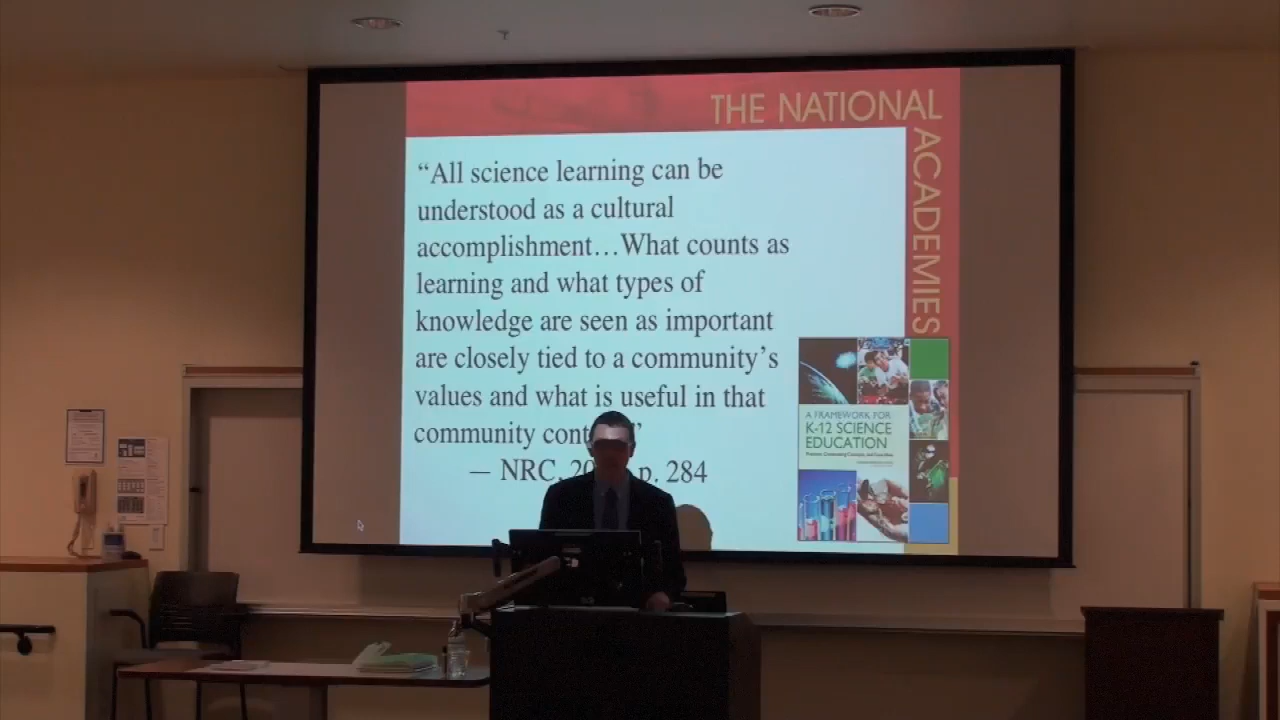 THE NATIONAL
ACADEMIES
“All science learning can be
understood as a cultural
accomplishment…What counts as
learning and what types of
knowledge are seen as important
are closely tied to a community’s
values and what is useful in that
community
— NRC, p. 284
A FRAMEWORK FOR
K-12 SCIENCE
EDUCATION